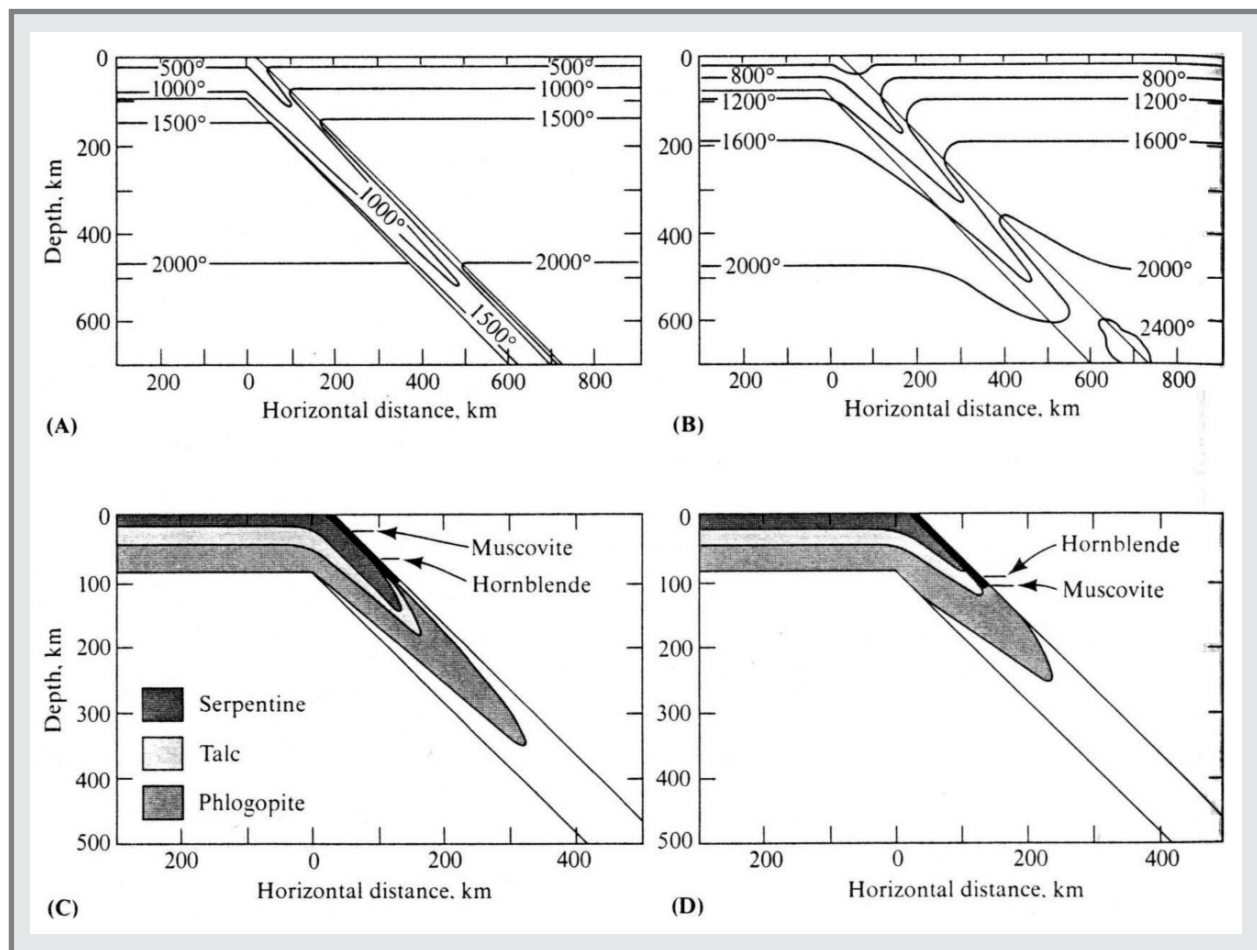 0
500° 500°
1000° 1000°
1500° 1500°
200
1000°
400
2000° 2000°
1500°
600
200 0 200 400 600 800
Depth, km
Horizontal distance, km
(A)
0
800° 800°
1200° 1200°
1600° 1600°
200
400
2000° 2000°
600
2400°
200 0 200 400 600 800
Horizontal distance, km
(B)
0
Muscovite
Hornblende
100
200
Serpentine
300
Talc
400
Phlogopite
500
200 0 200 400
Depth, km
Horizontal distance, km
(C)
0
Hornblende
100
Muscovite
200
300
400
500
200 0 200 400
Horizontal distance, km
(D)